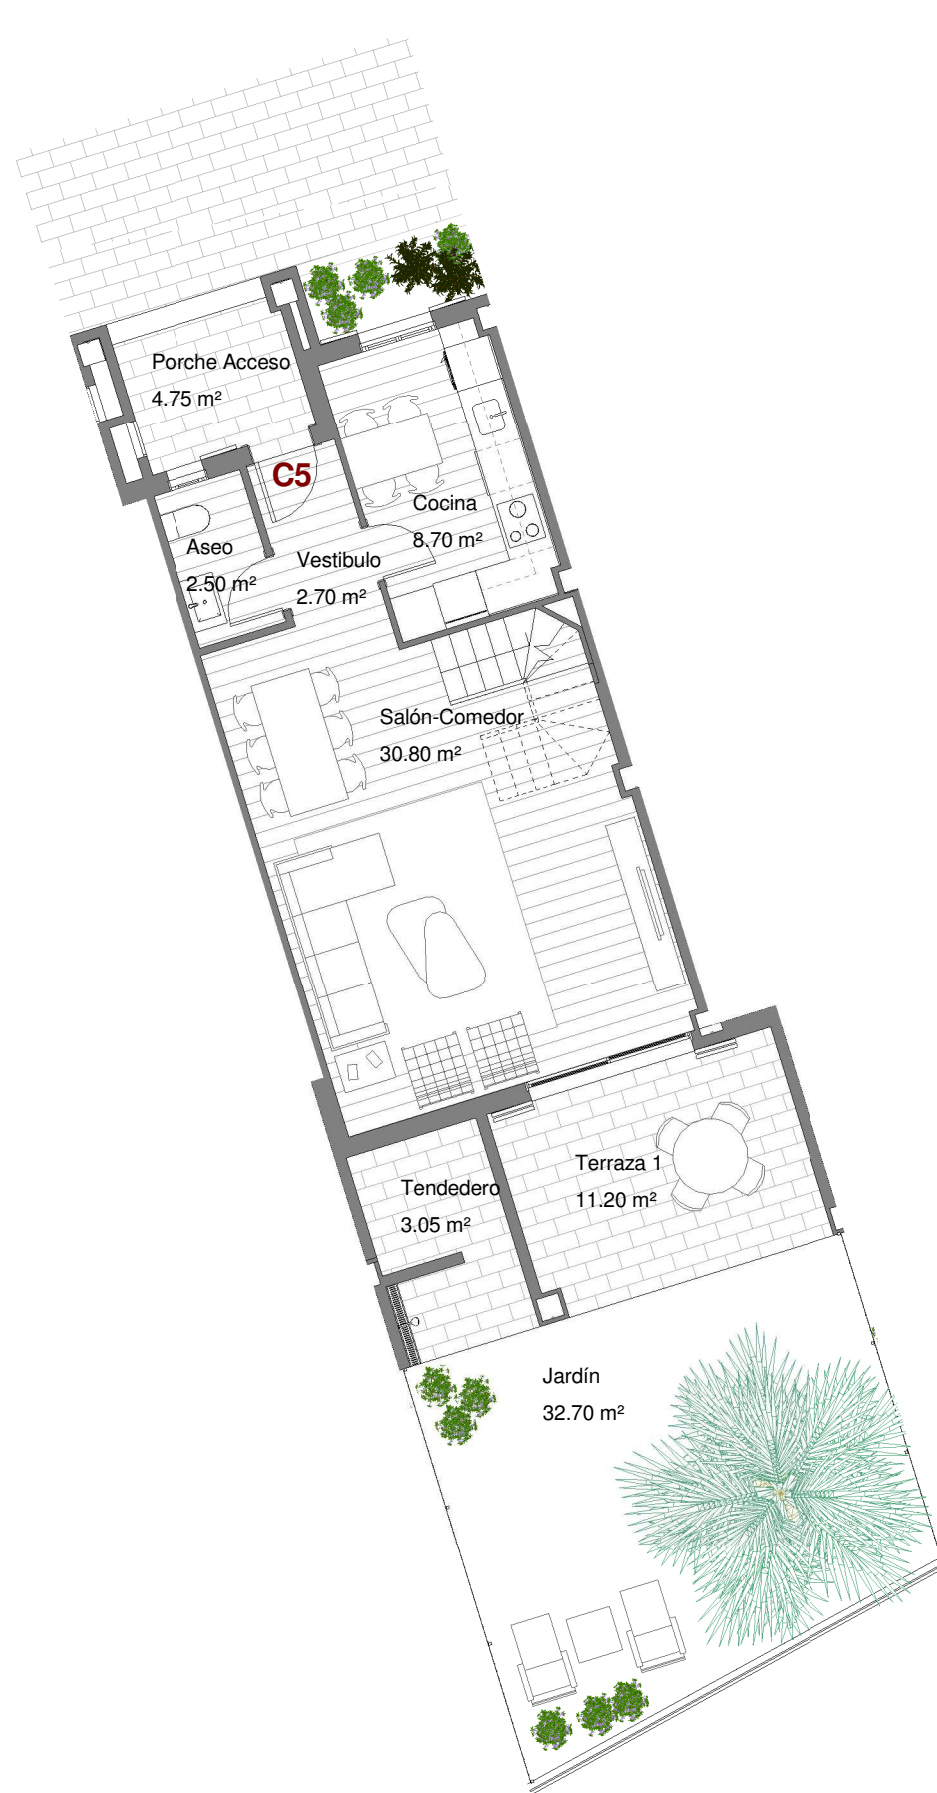 Porche Acceso
4.75 m²
C5
Cocina
8.70 m²
Aseo
2.50 m²
Vestibulo
2.70 m²
Salón-Comedor
30.80 m²
Terraza 1
11.20 m²
Tendedero
3.05 m²
Jardín
32.70 m²